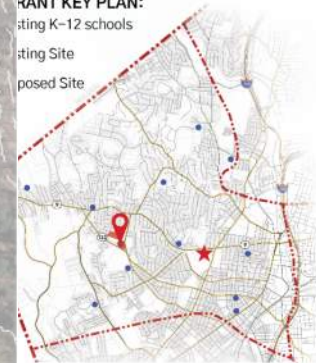 RANT KEY PLAN:
sting K-12 schools
sting Site
posed Site